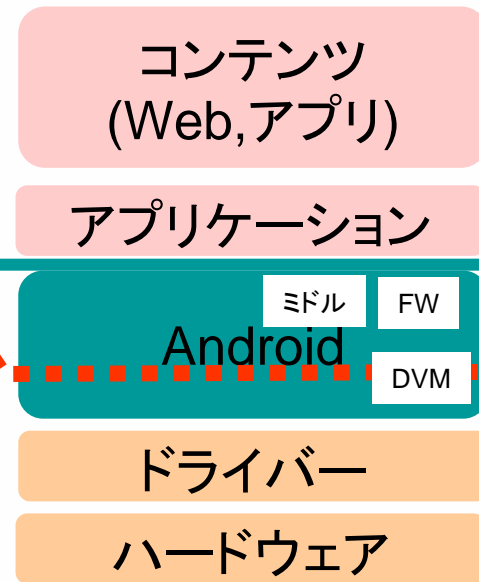 コンテンツ
(Web,アプリ)
アプリケーション
ミドル
FW
Android
DVM
ドライバー
ハードウェア